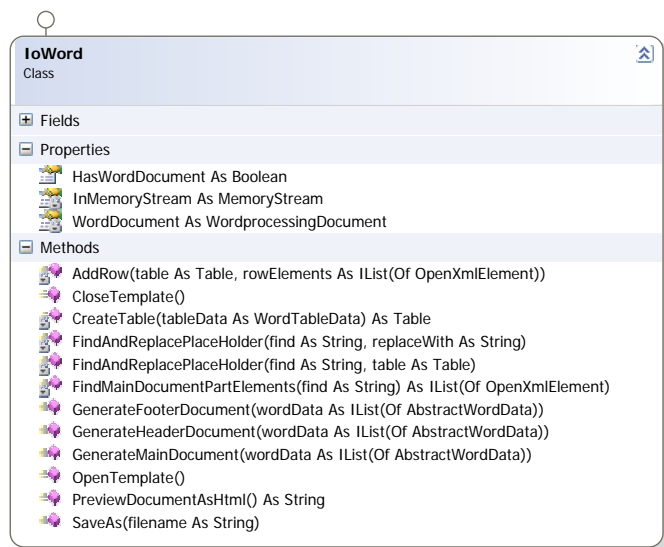 IoWord
Class
Fields
Properties
HasWordDocument As Boolean
InMemoryStream As MemoryStream
WordDocument As WordprocessingDocument
Methods
AddRow(table As Table, rowElements As IList(Of OpenXmlElement))
CloseTemplate()
CreateTable(tableData As WordTableData) As Table
FindAndReplacePlaceHolder(find As String, replaceWith As String)
FindAndReplacePlaceHolder(find As String, table As Table)
FindMainDocumentPartElements(find As String) As IList(Of OpenXmlElement)
GenerateFooterDocument(wordData As IList(Of AbstractWordData))
GenerateHeaderDocument(wordData As IList(Of AbstractWordData))
GenerateMainDocument(wordData As IList(Of AbstractWordData))
OpenTemplate()
PreviewDocumentAsHtml() As String
SaveAs(filename As String)